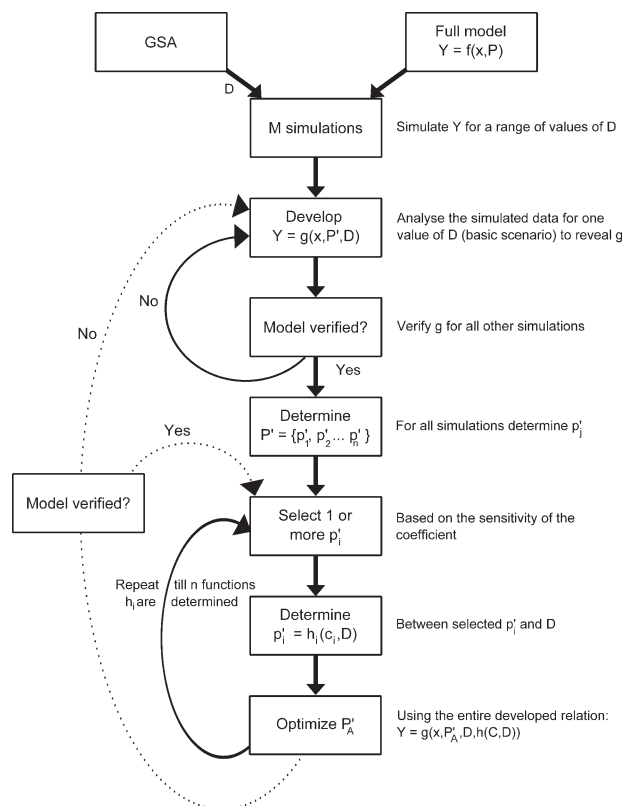 GSA
Full model
Y = f(x,P)
D
M simulations
Simulate Y for a range of values of D
Develop
Y = g(x,P',D)
Analyse the simulated data for one
value of D (basic scenario) to reveal g
No
No
Model verified?
Verify g for all other simulations
Yes
Determine
P' = {p'1, p'2 ... p'n }
For all simulations determine p'j
Yes
Model verified?
Select 1 or
more p'i
Based on the sensitivity of the
coefficient
Repeat till n functions
hi are determined
Determine
p'i = hi(ci,D)
Between selected p'i and D
Optimize P'A
Using the entire developed relation:
Y = g(x,P'A,D,h(C,D))